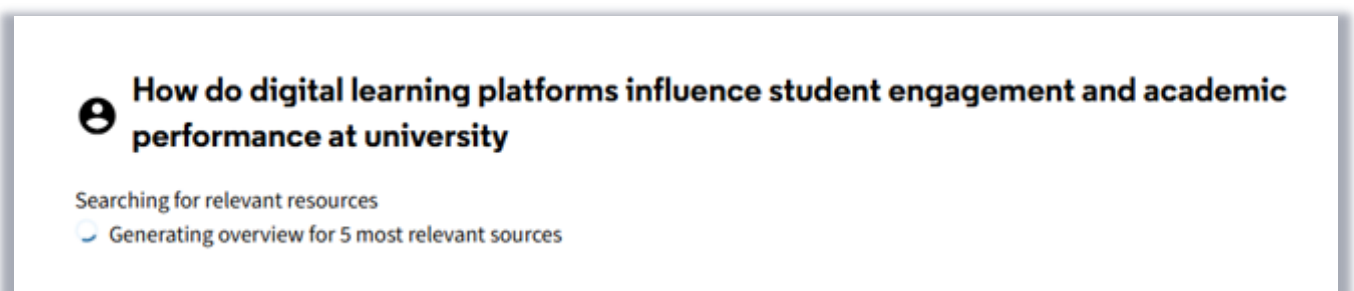 How do digital learning platforms influence student engagement and academic
performance at university
Searching for relevant resources
Generating overview for 5 most relevant sources